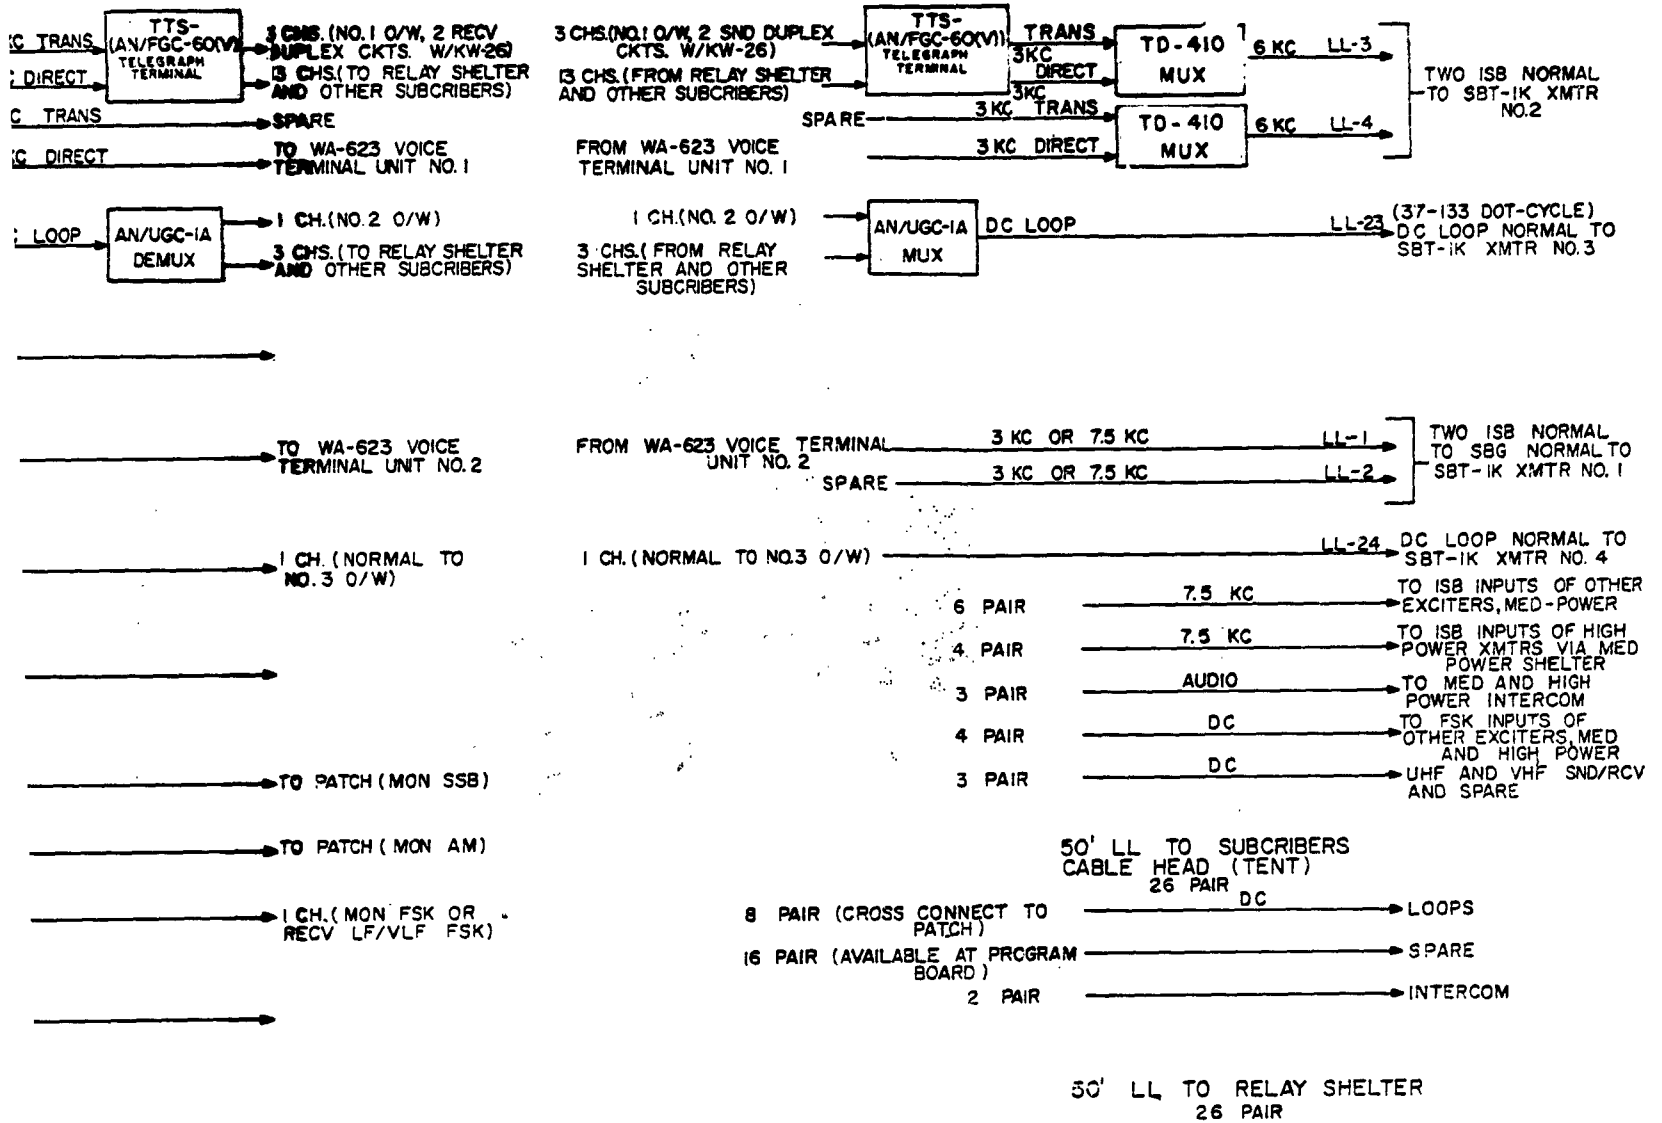 KC TRANS
DIRECT
TTS-
(AN/FGC-60(V))
TELEGRAPH
TERMINAL
3 CHS. (NO. 1 O/W, 2 RECV
DUPLEX CKTS. W/KW-26)
13 CHS. (TO RELAY SHELTER
AND OTHER SUBCRIBERS)
C TRANS
SPARE
KC DIRECT
TO WA-623 VOICE
TERMINAL UNIT NO. 1
LOOP
AN/UGC-1A
DEMUX
1 CH. (NO. 2 O/W)
3 CHS. (TO RELAY SHELTER
AND OTHER SUBCRIBERS)
TO WA-623 VOICE
TERMINAL UNIT NO. 2
1 CH. (NORMAL TO
NO. 3 O/W)
TO PATCH (MON SSB)
TO PATCH ( MON AM)
1 CH. ( MON FSK OR
RECV LF/VLF FSK)
3 CHS.(NO.1 O/W, 2 SND DUPLEX
CKTS. W/KW-26)
13 CHS. (FROM RELAY SHELTER
AND OTHER SUBCRIBERS)
TTS-
(AN/FGC-60(V))
TELEGRAPH
TERMINAL
TRANS
3KC
DIRECT
3KC
TD-410
MUX
6 KC LL-3
SPARE
3 KC TRANS
FROM WA-623 VOICE
TERMINAL UNIT NO. 1
3 KC DIRECT
TD-410
MUX
6 KC LL-4
TWO ISB NORMAL
TO SBT-1K XMTR
NO.2
1 CH.(NO. 2 O/W)
3 CHS.( FROM RELAY
SHELTER AND OTHER
SUBCRIBERS)
AN/UGC-1A
MUX
DC LOOP
LL-23
(37-133 DOT-CYCLE)
DC LOOP NORMAL TO
SBT-1K XMTR NO. 3
FROM WA-623 VOICE TERMINAL
UNIT NO. 2
3 KC OR 7.5 KC LL-1
SPARE
3 KC OR 7.5 KC LL-2
TWO ISB NORMAL
TO SBG NORMAL TO
SBT-1K XMTR NO. 1
1 CH. ( NORMAL TO NO.3 O/W)
LL-24
DC LOOP NORMAL TO
SBT-1K XMTR NO. 4
6 PAIR 7.5 KC
TO ISB INPUTS OF OTHER
EXCITERS, MED-POWER
4 PAIR 7.5 KC
TO ISB INPUTS OF HIGH
POWER XMTRS VIA MED
POWER SHELTER
3 PAIR AUDIO
TO MED AND HIGH
POWER INTERCOM
4 PAIR DC
TO FSK INPUTS OF
OTHER EXCITERS, MED
AND HIGH POWER
3 PAIR DC
UHF AND VHF SND/RCV
AND SPARE
50' LL TO SUBCRIBERS
CABLE HEAD (TENT)
26 PAIR
8 PAIR (CROSS CONNECT TO
PATCH)
DC
LOOPS
16 PAIR (AVAILABLE AT PROGRAM
BOARD )
SPARE
2 PAIR
INTERCOM
50' LL TO RELAY SHELTER
26 PAIR